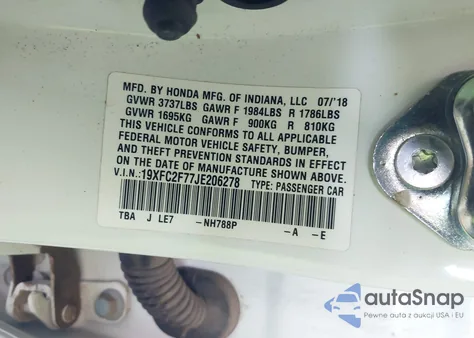 MFD. BY HONDA MFG. OF INDIANA, LLC 07/'18
GVWR 3737LBS GAWR F 1984LBS R 1786LBS
GVWR 1695KG GAWR F 900KG R 810KG
THIS VEHICLE CONFORMS TO ALL APPLICABLE
FEDERAL MOTOR VEHICLE SAFETY, BUMPER,
AND THEFT PREVENTION STANDARDS IN EFFECT
ON THE DATE OF MANUFACTURE SHOWN ABOVE.
V.I.N.:19XFC2F77JE206278 TYPE: PASSENGER CAR
TBA J LE7 -NH788P -A -E
autoSnap
Pewne auta z aukcji USA i EU